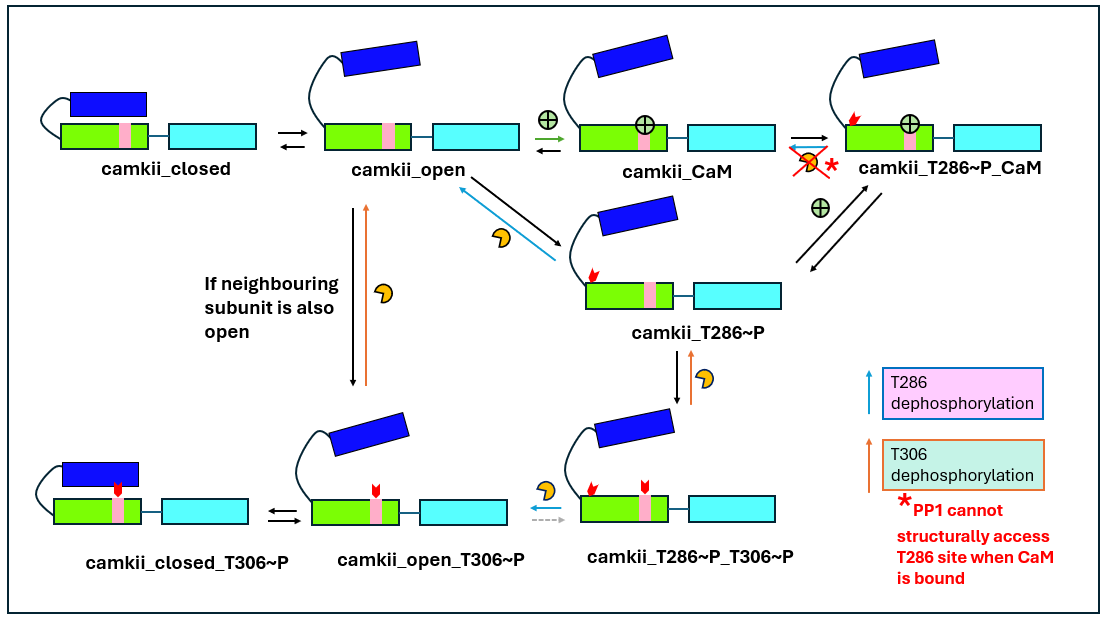 camkii_closed
camkii_open
camkii_CaM
*
camkii_T286~P_CaM
If neighbouring
subunit is also
open
camkii_T286~P
T286
dephosphorylation
T306
dephosphorylation
*PP1 cannot
structurally access
T286 site when CaM
is bound
camkii_closed_T306~P
camkii_open_T306~P
camkii_T286~P_T306~P